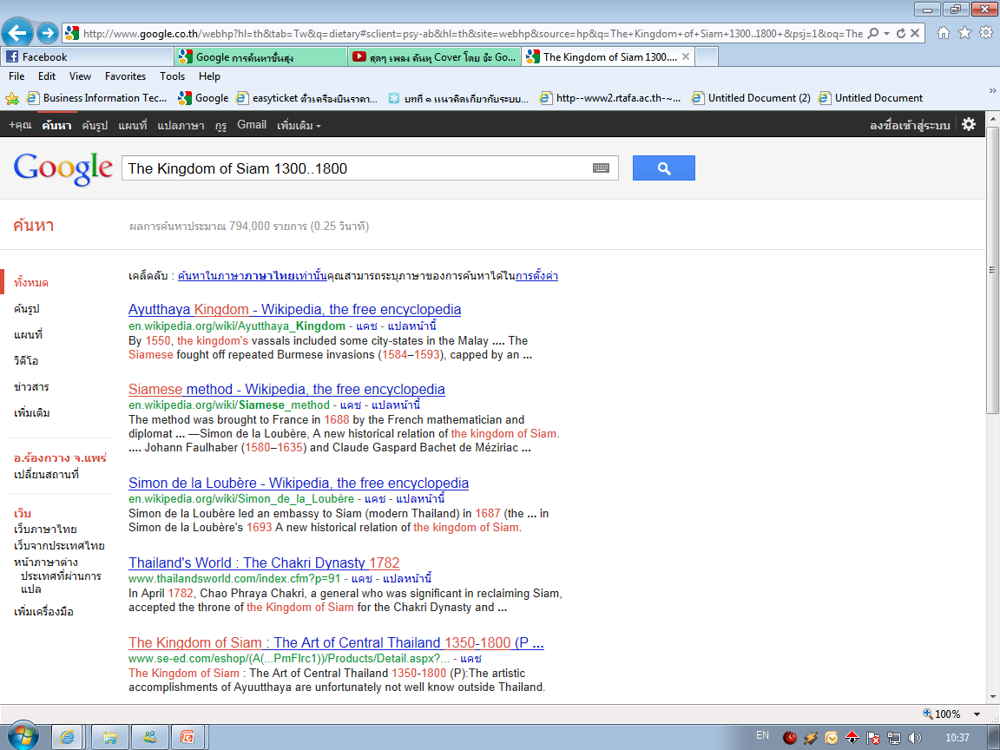 http://www.google.co.th/webhp?hl=th&tab=Tw&q=dietary#sclient=psy-ab&hl=th&site=webhp&source=hp&q=The+Kingdom+of+Siam+1300..1800+&psj=1&oq=The
Facebook
Google การค้นหาขั้นสูง
สุดๆ เพลง คันหู Cover โดย จ๊ะ Go...
The Kingdom of Siam 1300....
File Edit View Favorites Tools Help
Business Information Tec...
Google
easyticket ตั๋วเครื่องบินราคา...
บทที่ ๑ แนวคิดเกี่ยวกับระบบ...
http--www2.rtafa.ac.th-~...
Untitled Document (2)
Untitled Document
+คุณ ค้นหา ค้นรูป แผนที่ แปลภาษา กูรู Gmail เพิ่มเติม
ลงชื่อเข้าสู่ระบบ
Google
The Kingdom of Siam 1300..1800
ค้นหา
ผลการค้นหาประมาณ 794,000 รายการ (0.25 วินาที)
ทั้งหมด
ค้นรูป
แผนที่
วิดีโอ
ข่าวสาร
เพิ่มเติม
อ.ร้องกวาง จ.แพร่
เปลี่ยนสถานที่
เว็บ
เว็บภาษาไทย
เว็บจากประเทศไทย
หน้าภาษาต่าง
ประเทศที่ผ่านการ
แปล
เพิ่มเครื่องมือ
เคล็ดลับ : ค้นหาในภาษาภาษาไทยเท่านั้นคุณสามารถระบุภาษาของการค้นหาได้ในการตั้งค่า
Ayutthaya Kingdom - Wikipedia, the free encyclopedia
en.wikipedia.org/wiki/Ayutthaya_Kingdom - แคช - แปลหน้านี้
By 1550, the kingdom's vassals included some city-states in the Malay .... The
Siamese fought off repeated Burmese invasions (1584–1593), capped by an ...
Siamese method - Wikipedia, the free encyclopedia
en.wikipedia.org/wiki/Siamese_method - แคช - แปลหน้านี้
The method was brought to France in 1688 by the French mathematician and
diplomat ... —Simon de la Loubère, A new historical relation of the kingdom of Siam.
.... Johann Faulhaber (1580–1635) and Claude Gaspard Bachet de Méziriac ...
Simon de la Loubère - Wikipedia, the free encyclopedia
en.wikipedia.org/wiki/Simon_de_la_Loubère - แคช - แปลหน้านี้
Simon de la Loubère led an embassy to Siam (modern Thailand) in 1687 (the ... in
Simon de la Loubère's 1693 A new historical relation of the kingdom of Siam.
Thailand's World : The Chakri Dynasty 1782
www.thailandsworld.com/index.cfm?p=91 - แคช - แปลหน้านี้
In April 1782, Chao Phraya Chakri, a general who was significant in reclaiming Siam,
accepted the throne of the Kingdom of Siam for the Chakri Dynasty and ...
The Kingdom of Siam : The Art of Central Thailand 1350-1800 (P ...
www.se-ed.com/eshop/(A(...PmFIrc1))/Products/Detail.aspx?... - แคช
The Kingdom of Siam : The Art of Central Thailand 1350-1800 (P):The artistic
accomplishments of Ayuutthaya are unfortunately not well know outside Thailand.
100%
EN
10:37